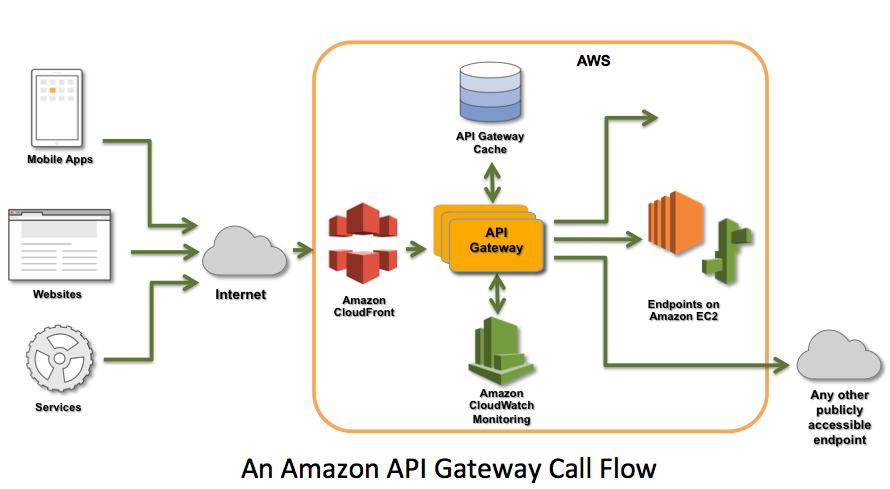 AWS
API Gateway
Cache
Mobile Apps
API
Gateway
Websites
Internet
Amazon
CloudFront
Endpoints on
Amazon EC2
Services
Amazon
CloudWatch
Monitoring
Any other
publicly
accessible
endpoint
An Amazon API Gateway Call Flow